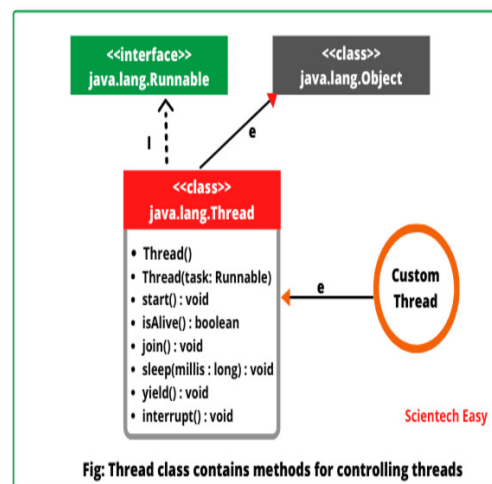 <<interface>>
java.lang.Runnable
<<class>>
java.lang.Object
I
e
<<class>>
java.lang.Thread
• Thread()
• Thread(task: Runnable)
• start() : void
• isAlive() : boolean
• join() : void
• sleep(millis : long) : void
• yield() : void
• interrupt() : void
e
Custom
Thread
Scientech Easy
Fig: Thread class contains methods for controlling threads